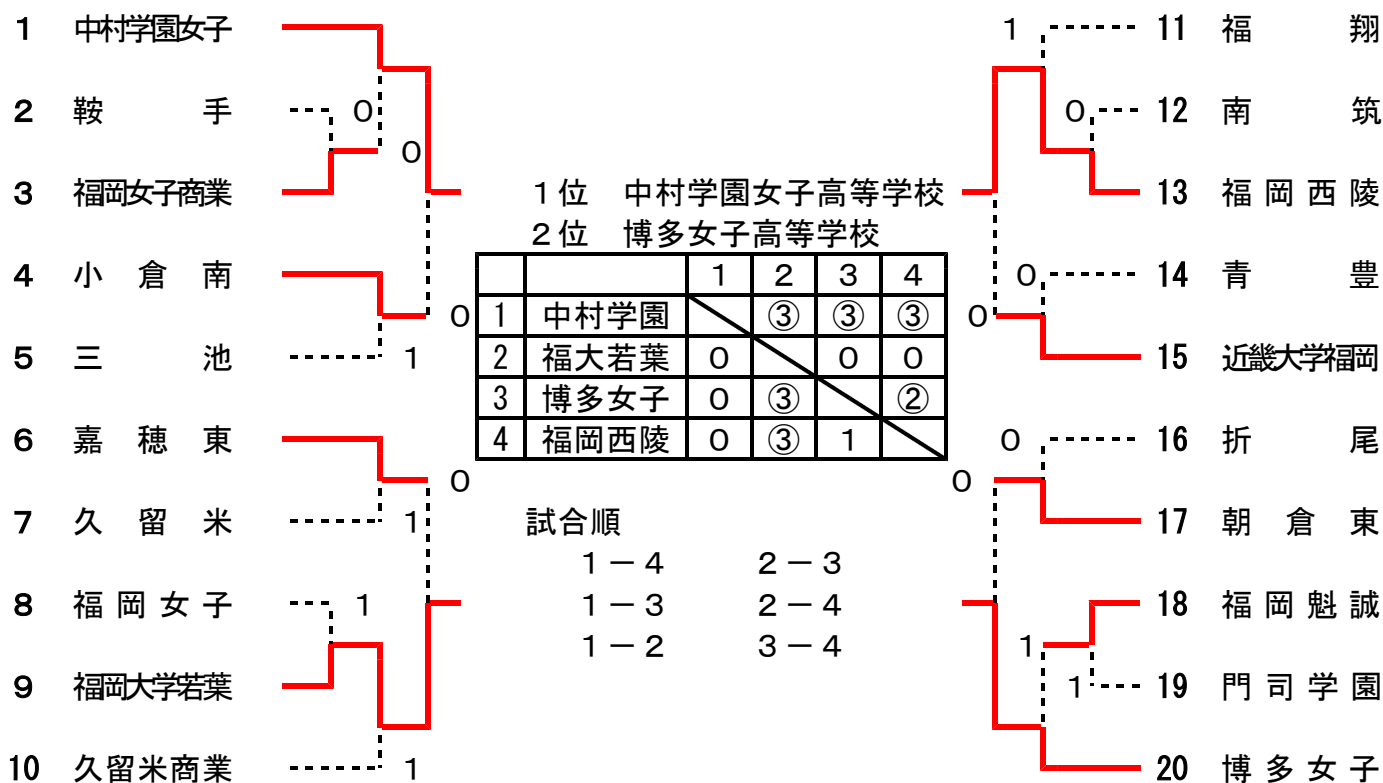 1 中村学園女子
2 鞍手
0
3 福岡女子商業
0
4 小倉南
5 三池
1
0
6 嘉穂東
7 久留米
1
0
8 福岡女子
1
9 福岡大学若葉
10 久留米商業
1
1位 中村学園女子高等学校
2位 博多女子高等学校
1 2 3 4
1 中村学園 ③ ③ ③
2 福大若葉 0 0 0
3 博多女子 0 ③ ②
4 福岡西陵 0 ③ 1
試合順
1－4 2－3
1－3 2－4
1－2 3－4
1
11 福翔
0
12 南筑
13 福岡西陵
0
14 青豊
0
15 近畿大学福岡
0
16 折尾
0
17 朝倉東
18 福岡魁誠
1
1
19 門司学園
20 博多女子